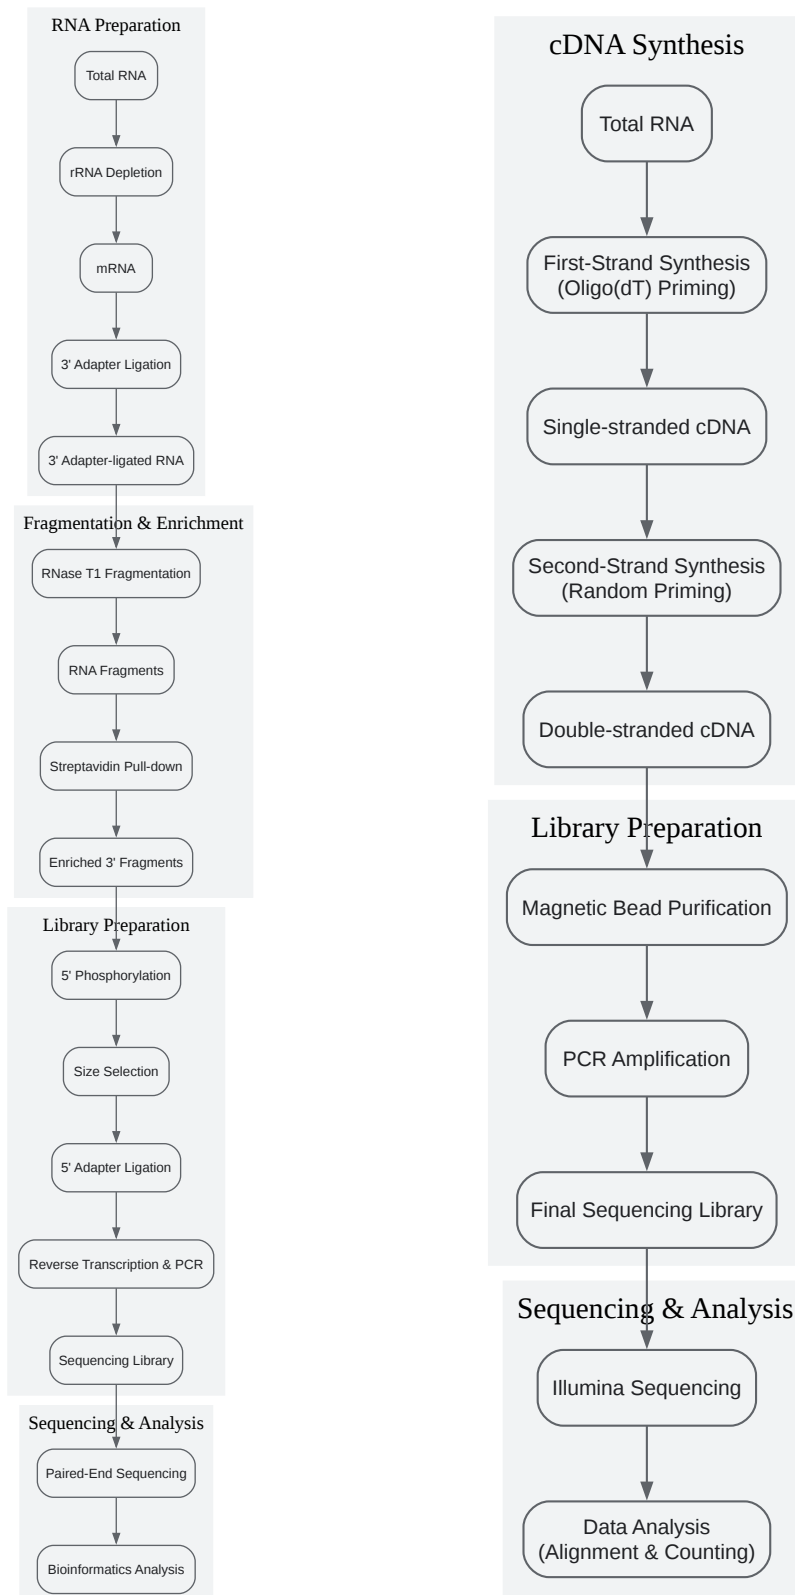 RNA Preparation
Total RNA
rRNA Depletion
mRNA
3' Adapter Ligation
3' Adapter-ligated RNA
Fragmentation & Enrichment
RNase T1 Fragmentation
RNA Fragments
Streptavidin Pull-down
Enriched 3' Fragments
Library Preparation
5' Phosphorylation
Size Selection
5' Adapter Ligation
Reverse Transcription & PCR
Sequencing Library
Sequencing & Analysis
Paired-End Sequencing
Bioinformatics Analysis
cDNA Synthesis
Total RNA
First-Strand Synthesis
(Oligo(dT) Priming)
Single-stranded cDNA
Second-Strand Synthesis
(Random Priming)
Double-stranded cDNA
Library Preparation
Magnetic Bead Purification
PCR Amplification
Final Sequencing Library
Sequencing & Analysis
Illumina Sequencing
Data Analysis
(Alignment & Counting)